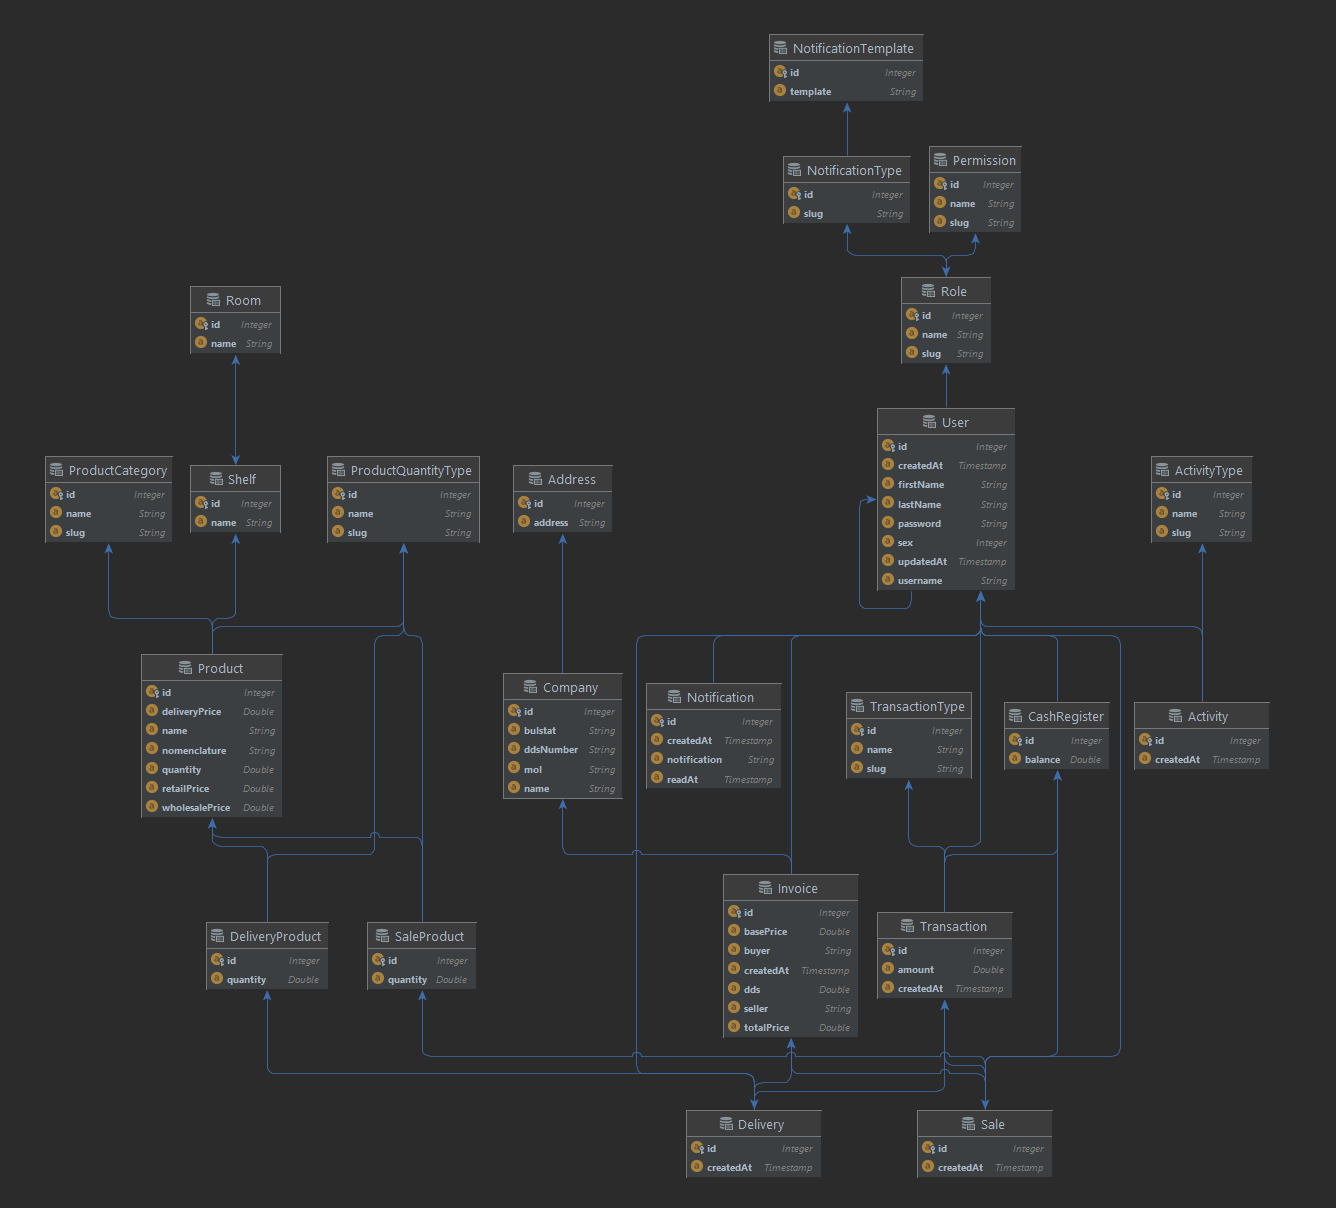 NotificationTemplate
id Integer
template String
NotificationType
id Integer
slug String
Permission
id Integer
name String
slug String
Role
id Integer
name String
slug String
Room
id Integer
name String
User
id Integer
createdAt Timestamp
firstName String
lastName String
password String
sex Integer
updatedAt Timestamp
username String
ProductCategory
id Integer
name String
slug String
Shelf
id Integer
name String
ProductQuantityType
id Integer
name String
slug String
Address
id Integer
address String
ActivityType
id Integer
name String
slug String
Product
id Integer
deliveryPrice Double
name String
nomenclature String
quantity Double
retailPrice Double
wholesalePrice Double
Company
id Integer
bulstat String
ddsNumber String
mol String
name String
Notification
id Integer
createdAt Timestamp
notification String
readAt Timestamp
TransactionType
id Integer
name String
slug String
CashRegister
id Integer
balance Double
Activity
id Integer
createdAt Timestamp
DeliveryProduct
id Integer
quantity Double
SaleProduct
id Integer
quantity Double
Invoice
id Integer
basePrice Double
buyer String
createdAt Timestamp
dds Double
seller String
totalPrice Double
Transaction
id Integer
amount Double
createdAt Timestamp
Delivery
id Integer
createdAt Timestamp
Sale
id Integer
createdAt Timestamp